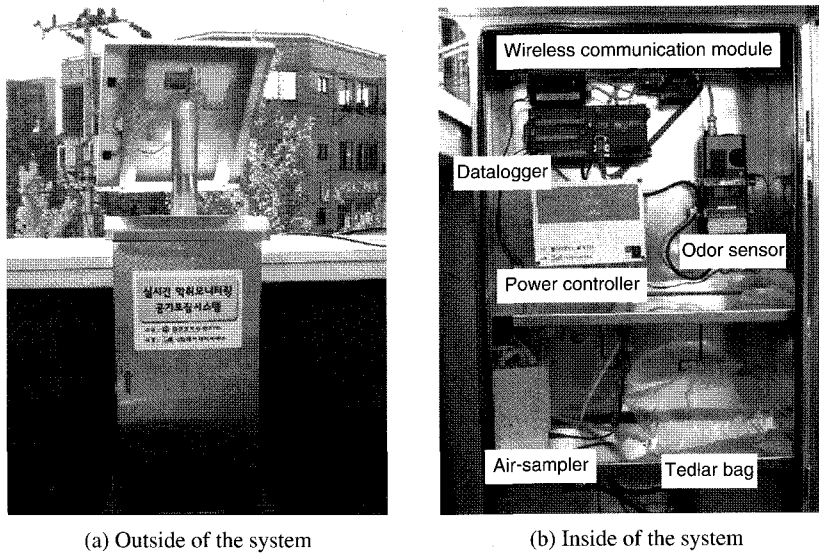 실시간 악취모니터링
공기포집시스템
(a) Outside of the system
Wireless communication module
Datalogger
Odor sensor
Power controller
Air-sampler
Tedlar bag
(b) Inside of the system